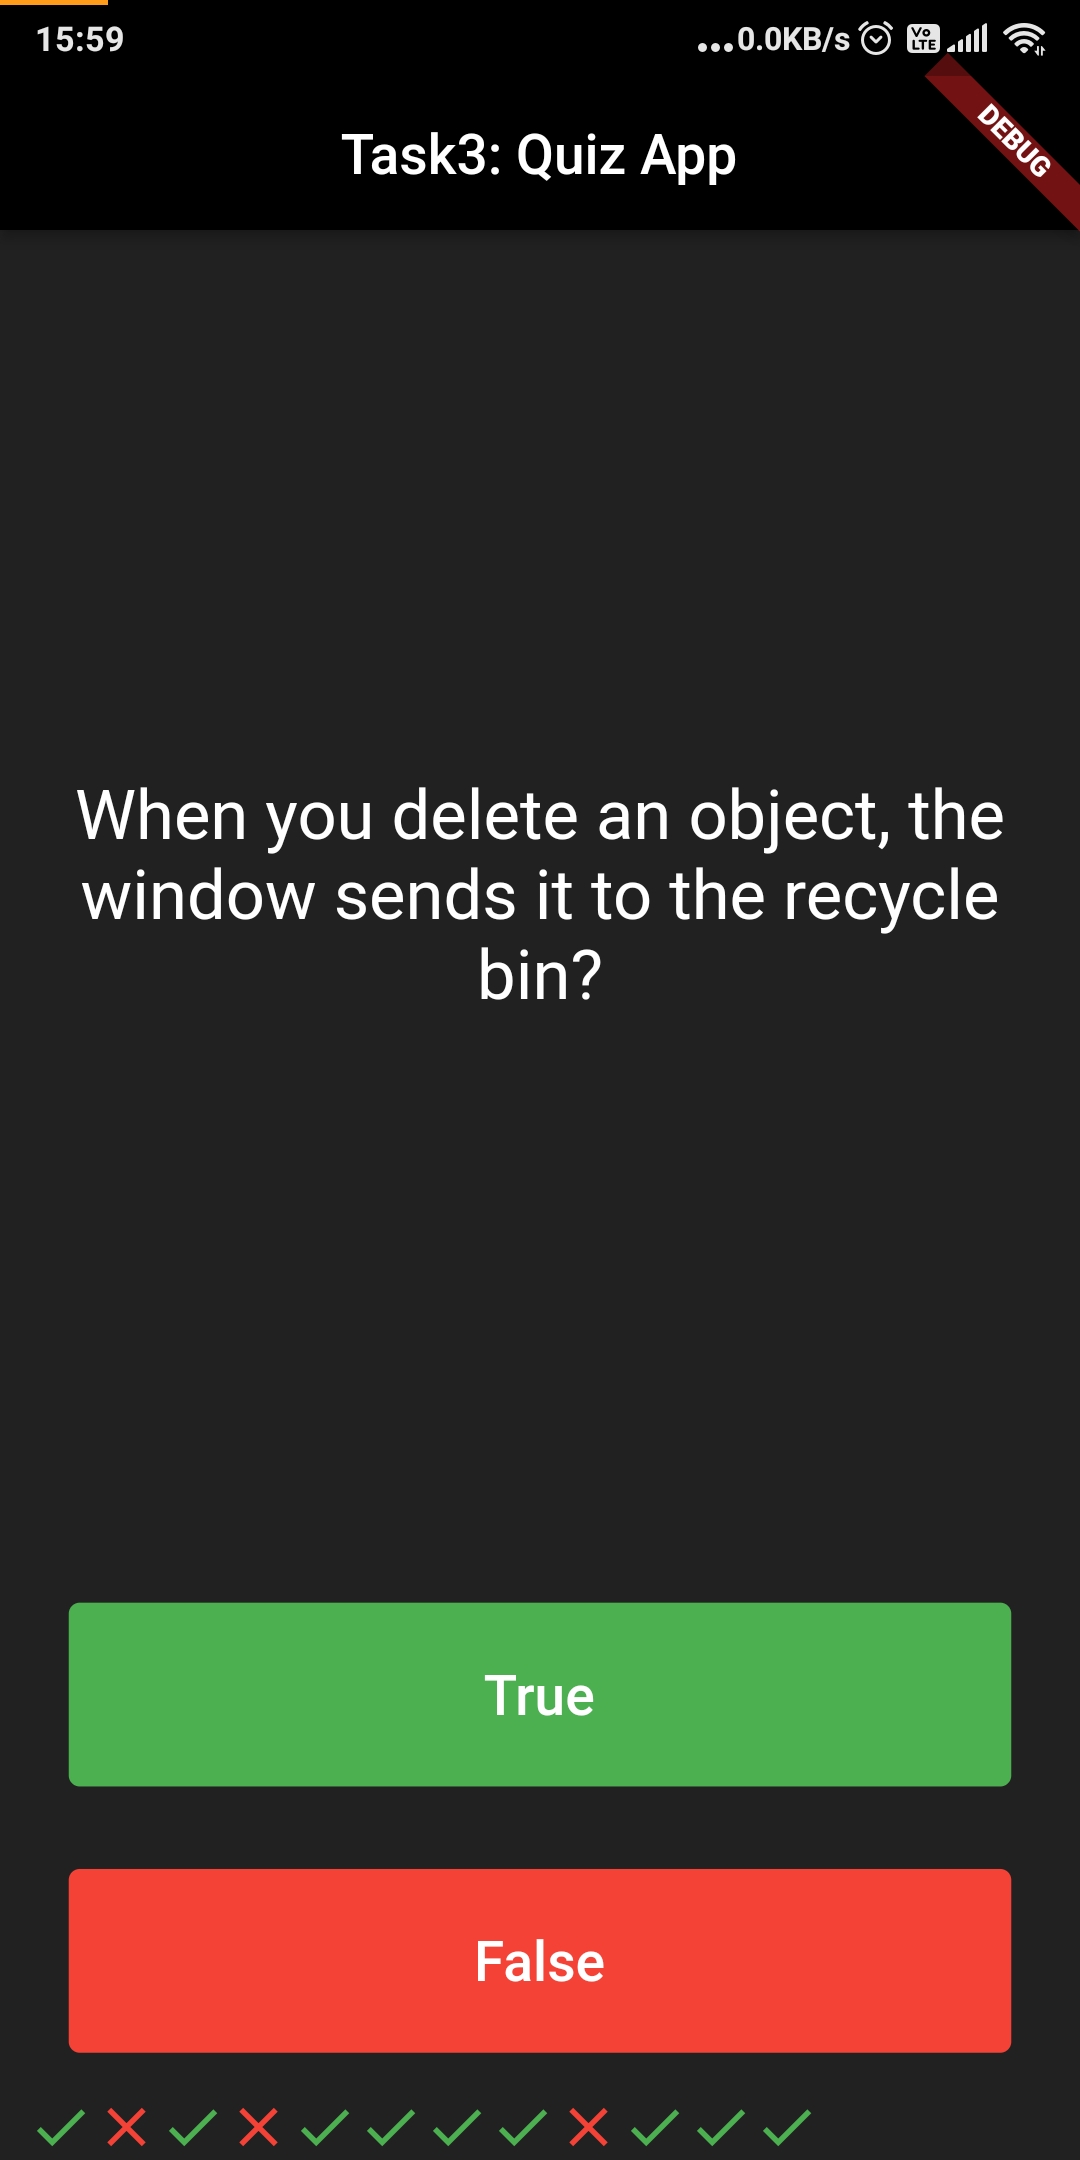 15:59
...0.0KB/s
Vo
LTE
DEBUG
Task3: Quiz App
When you delete an object, the
window sends it to the recycle
bin?
True
False